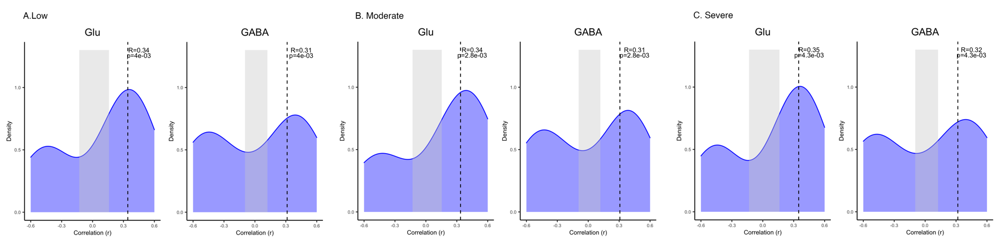 A.Low
B. Moderate
C. Severe
Glu
GABA
Glu
GABA
Glu
GABA
R=0.34
p=4e-03
R=0.31
p=4e-03
R=0.34
p=2.8e-03
R=0.31
p=2.8e-03
R=0.35
p=4.3e-03
R=0.32
p=4.3e-03
Density
1.0
0.5
0.0
-0.6 -0.3 0.0 0.3 0.6
Correlation (r)
Density
1.0
0.5
0.0
-0.6 -0.3 0.0 0.3 0.6
Correlation (r)
Density
1.0
0.5
0.0
-0.6 -0.3 0.0 0.3 0.6
Correlation (r)
Density
1.0
0.5
0.0
-0.6 -0.3 0.0 0.3 0.6
Correlation (r)
Density
1.0
0.5
0.0
-0.6 -0.3 0.0 0.3 0.6
Correlation (r)
Density
1.0
0.5
0.0
-0.6 -0.3 0.0 0.3 0.6
Correlation (r)